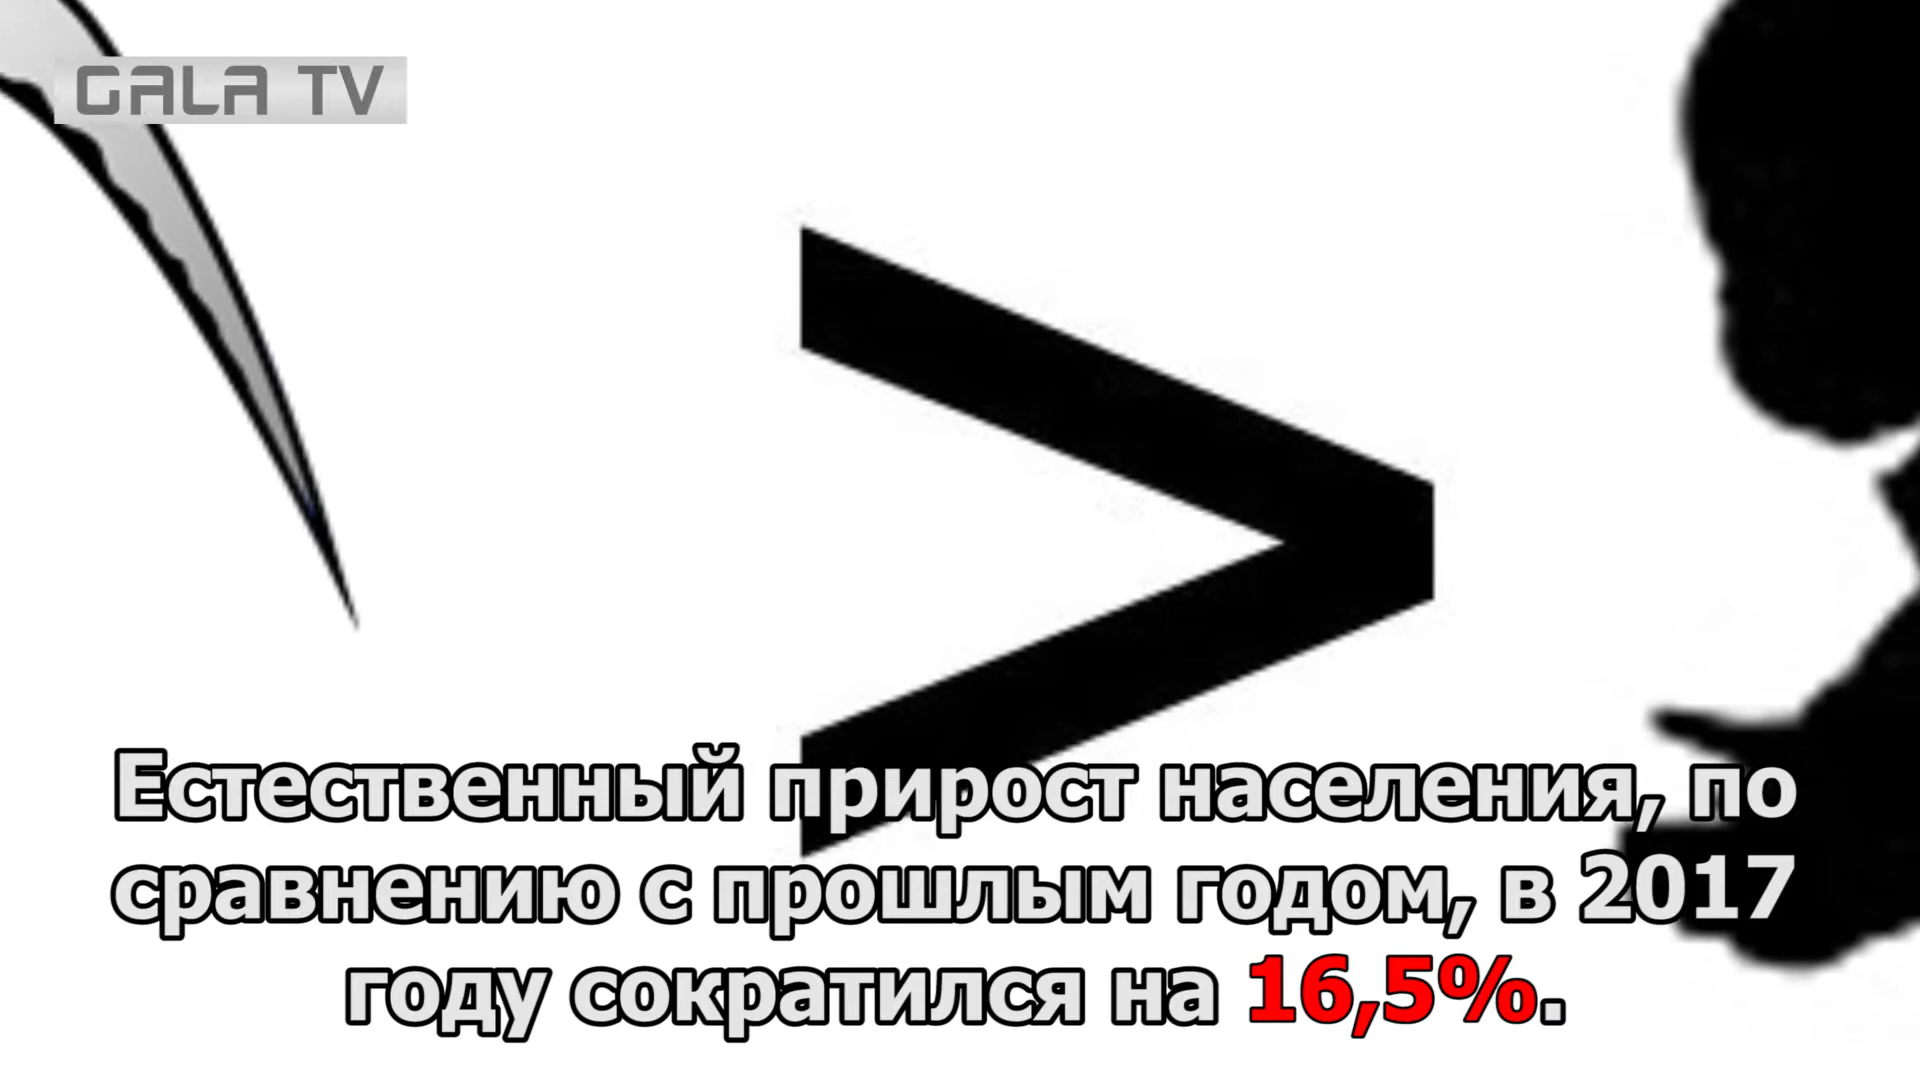 GALA TV
Естественный прирост населения, по
сравнению с прошлым годом, в 2017
году сократился на 16,5%.